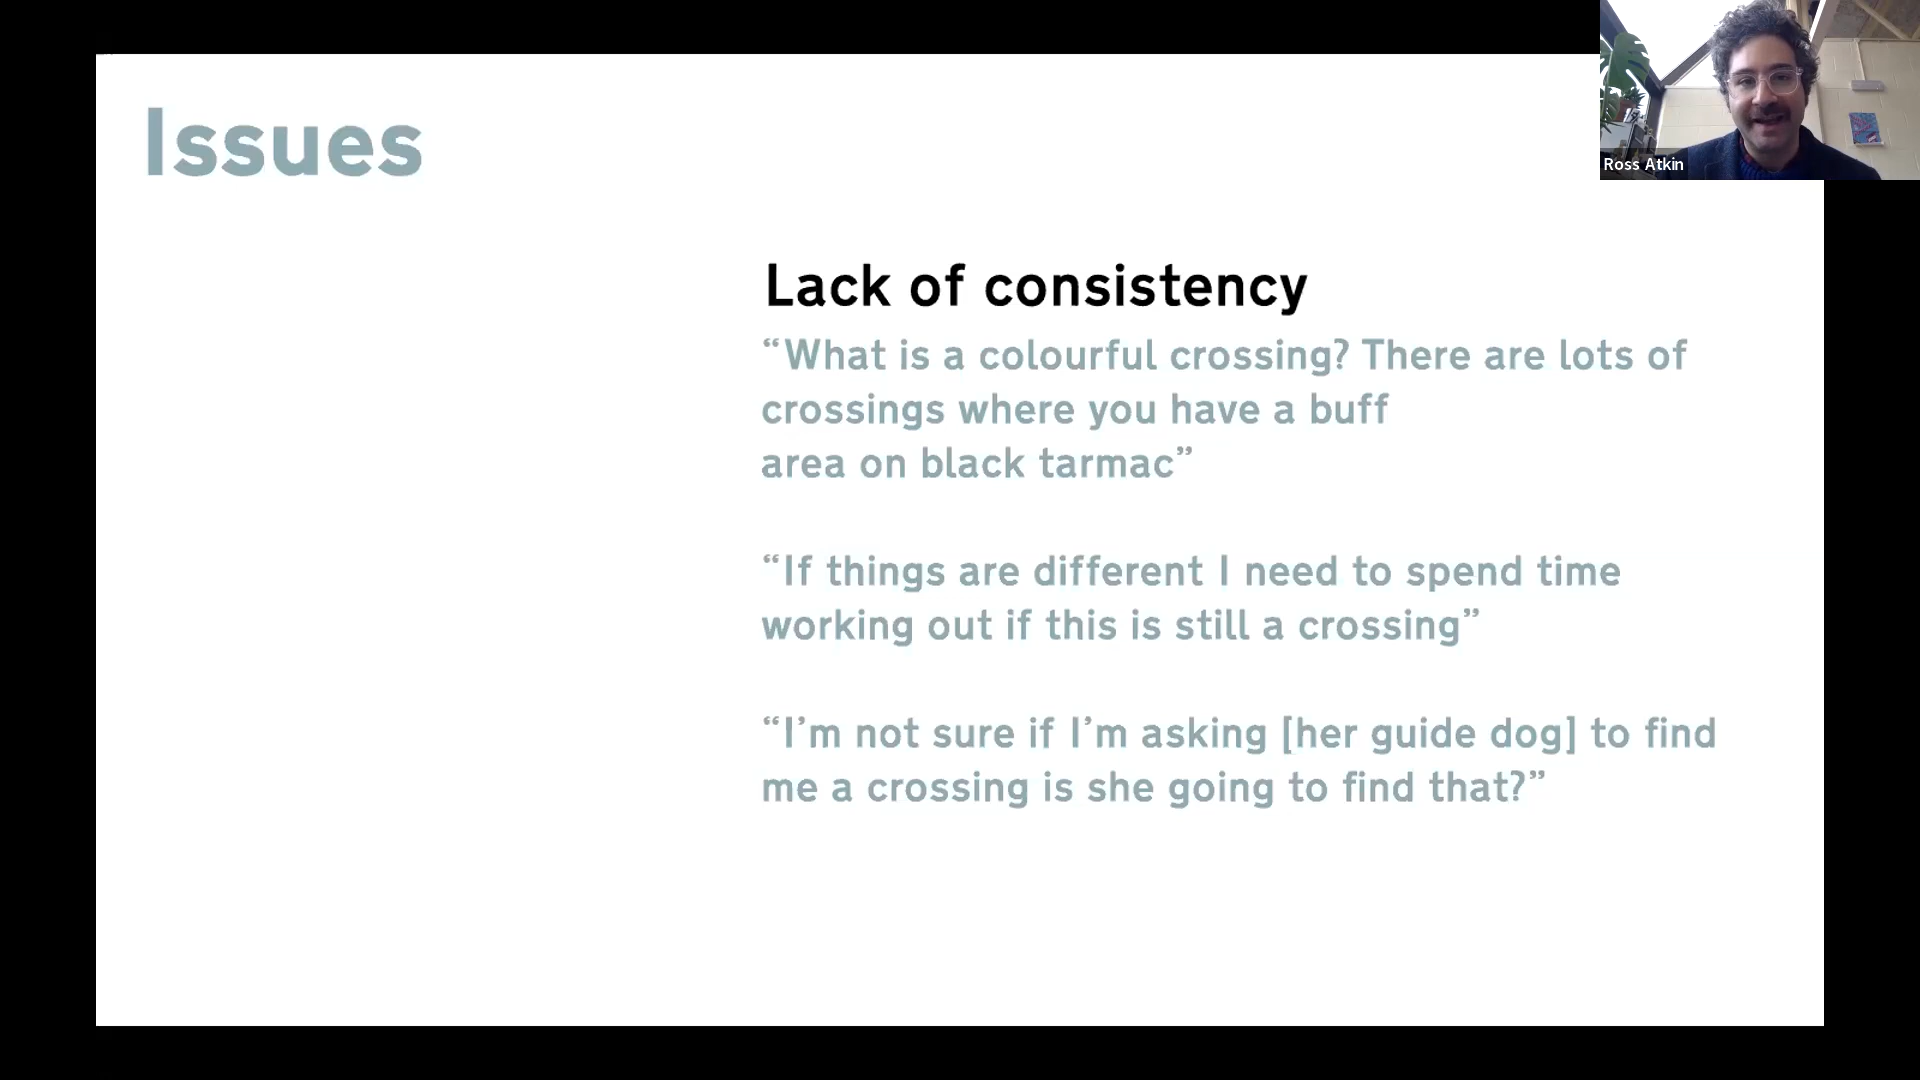 Issues
Ross Atkin
Lack of consistency
“What is a colourful crossing? There are lots of
crossings where you have a buff
area on black tarmac”
“If things are different I need to spend time
working out if this is still a crossing”
“I’m not sure if I’m asking [her guide dog] to find
me a crossing is she going to find that?”